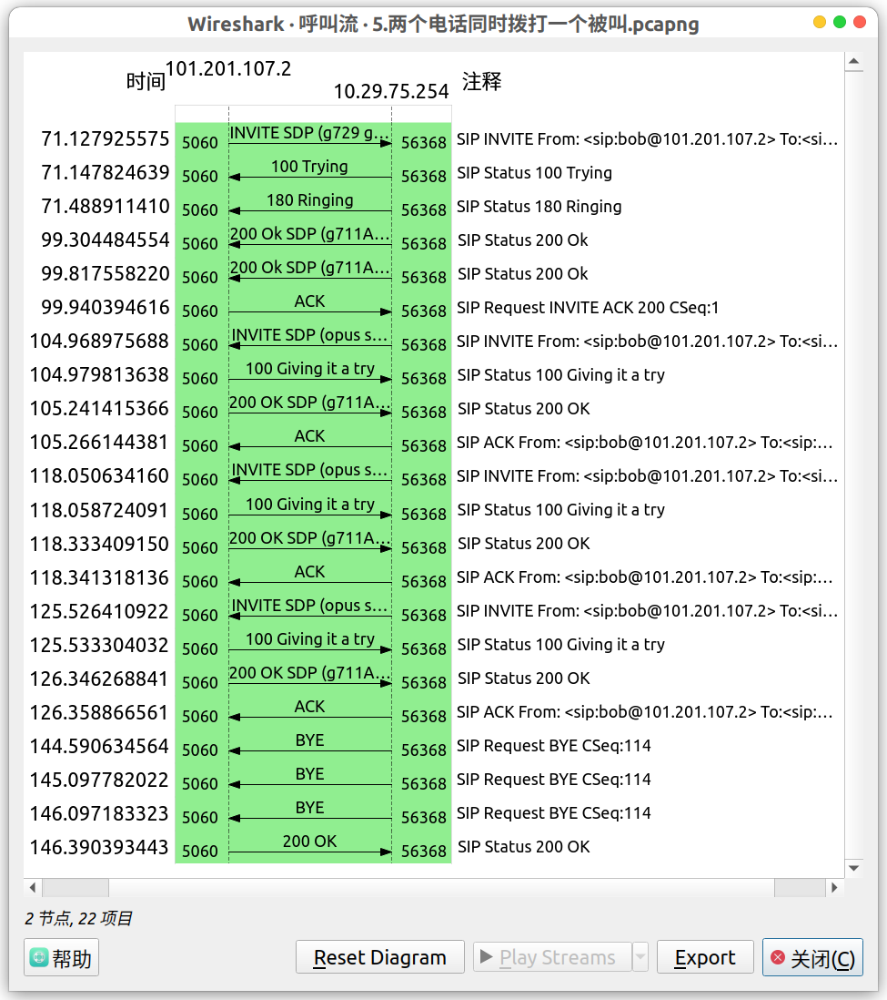 Wireshark · 呼叫流 · 5.两个电话同时拨打一个被叫.pcapng
时间 101.201.107.2 10.29.75.254 注释
71.127925575 5060 INVITE SDP (g729 g... 56368 SIP INVITE From: <sip:bob@101.201.107.2> To:<si...
71.147824639 5060 100 Trying 56368 SIP Status 100 Trying
71.488911410 5060 180 Ringing 56368 SIP Status 180 Ringing
99.304484554 5060 200 Ok SDP (g711A... 56368 SIP Status 200 Ok
99.817558220 5060 200 Ok SDP (g711A... 56368 SIP Status 200 Ok
99.940394616 5060 ACK 56368 SIP Request INVITE ACK 200 CSeq:1
104.968975688 5060 INVITE SDP (opus s... 56368 SIP INVITE From: <sip:bob@101.201.107.2> To:<si...
104.979813638 5060 100 Giving it a try 56368 SIP Status 100 Giving it a try
105.241415366 5060 200 OK SDP (g711A... 56368 SIP Status 200 OK
105.266144381 5060 ACK 56368 SIP ACK From: <sip:bob@101.201.107.2> To:<sip:...
118.050634160 5060 INVITE SDP (opus s... 56368 SIP INVITE From: <sip:bob@101.201.107.2> To:<si...
118.058724091 5060 100 Giving it a try 56368 SIP Status 100 Giving it a try
118.333409150 5060 200 OK SDP (g711A... 56368 SIP Status 200 OK
118.341318136 5060 ACK 56368 SIP ACK From: <sip:bob@101.201.107.2> To:<sip:...
125.526410922 5060 INVITE SDP (opus s... 56368 SIP INVITE From: <sip:bob@101.201.107.2> To:<si...
125.533304032 5060 100 Giving it a try 56368 SIP Status 100 Giving it a try
126.346268841 5060 200 OK SDP (g711A... 56368 SIP Status 200 OK
126.358866561 5060 ACK 56368 SIP ACK From: <sip:bob@101.201.107.2> To:<sip:...
144.590634564 5060 BYE 56368 SIP Request BYE CSeq:114
145.097782022 5060 BYE 56368 SIP Request BYE CSeq:114
146.097183323 5060 BYE 56368 SIP Request BYE CSeq:114
146.390393443 5060 200 OK 56368 SIP Status 200 OK
2 节点, 22 项目
帮助 Reset Diagram Play Streams Export 关闭(C)